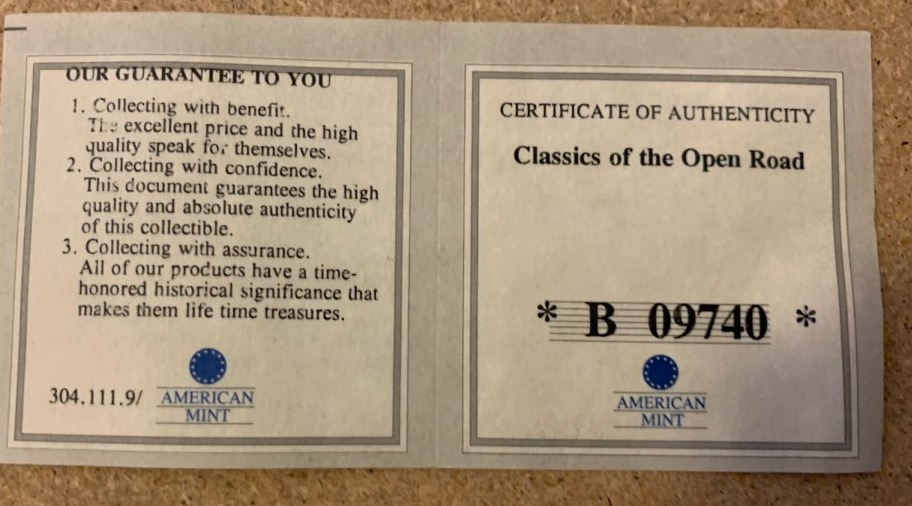 OUR GUARANTEE TO YOU
1. Collecting with benefit.
The excellent price and the high
quality speak for themselves.
2. Collecting with confidence.
This document guarantees the high
quality and absolute authenticity
of this collectible.
3. Collecting with assurance.
All of our products have a time-
honored historical significance that
makes them life time treasures.
304.111.9/
AMERICAN
MINT
CERTIFICATE OF AUTHENTICITY
Classics of the Open Road
* B 09740 *
AMERICAN
MINT